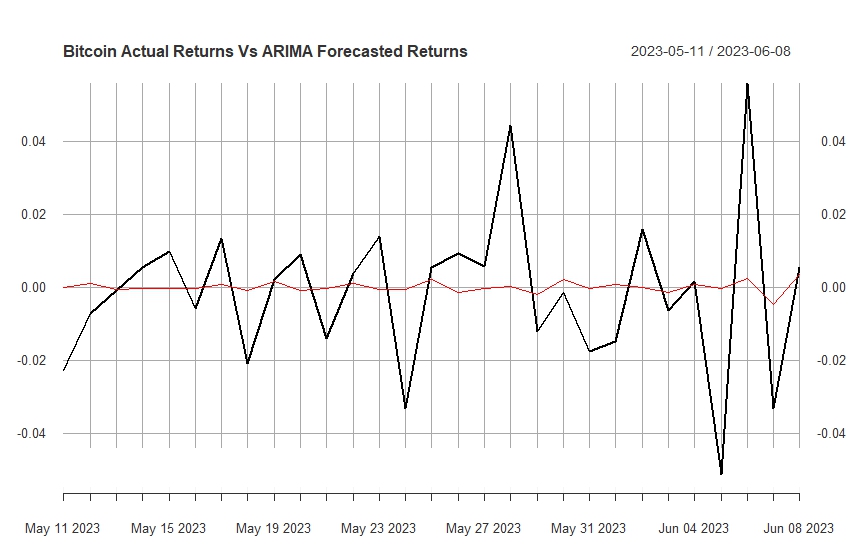 Bitcoin Actual Returns Vs ARIMA Forecasted Returns
2023-05-11 / 2023-06-08
0.04 0.04
0.02 0.02
0.00 0.00
-0.02 -0.02
-0.04 -0.04
May 11 2023 May 15 2023 May 19 2023 May 23 2023 May 27 2023 May 31 2023 Jun 04 2023 Jun 08 2023